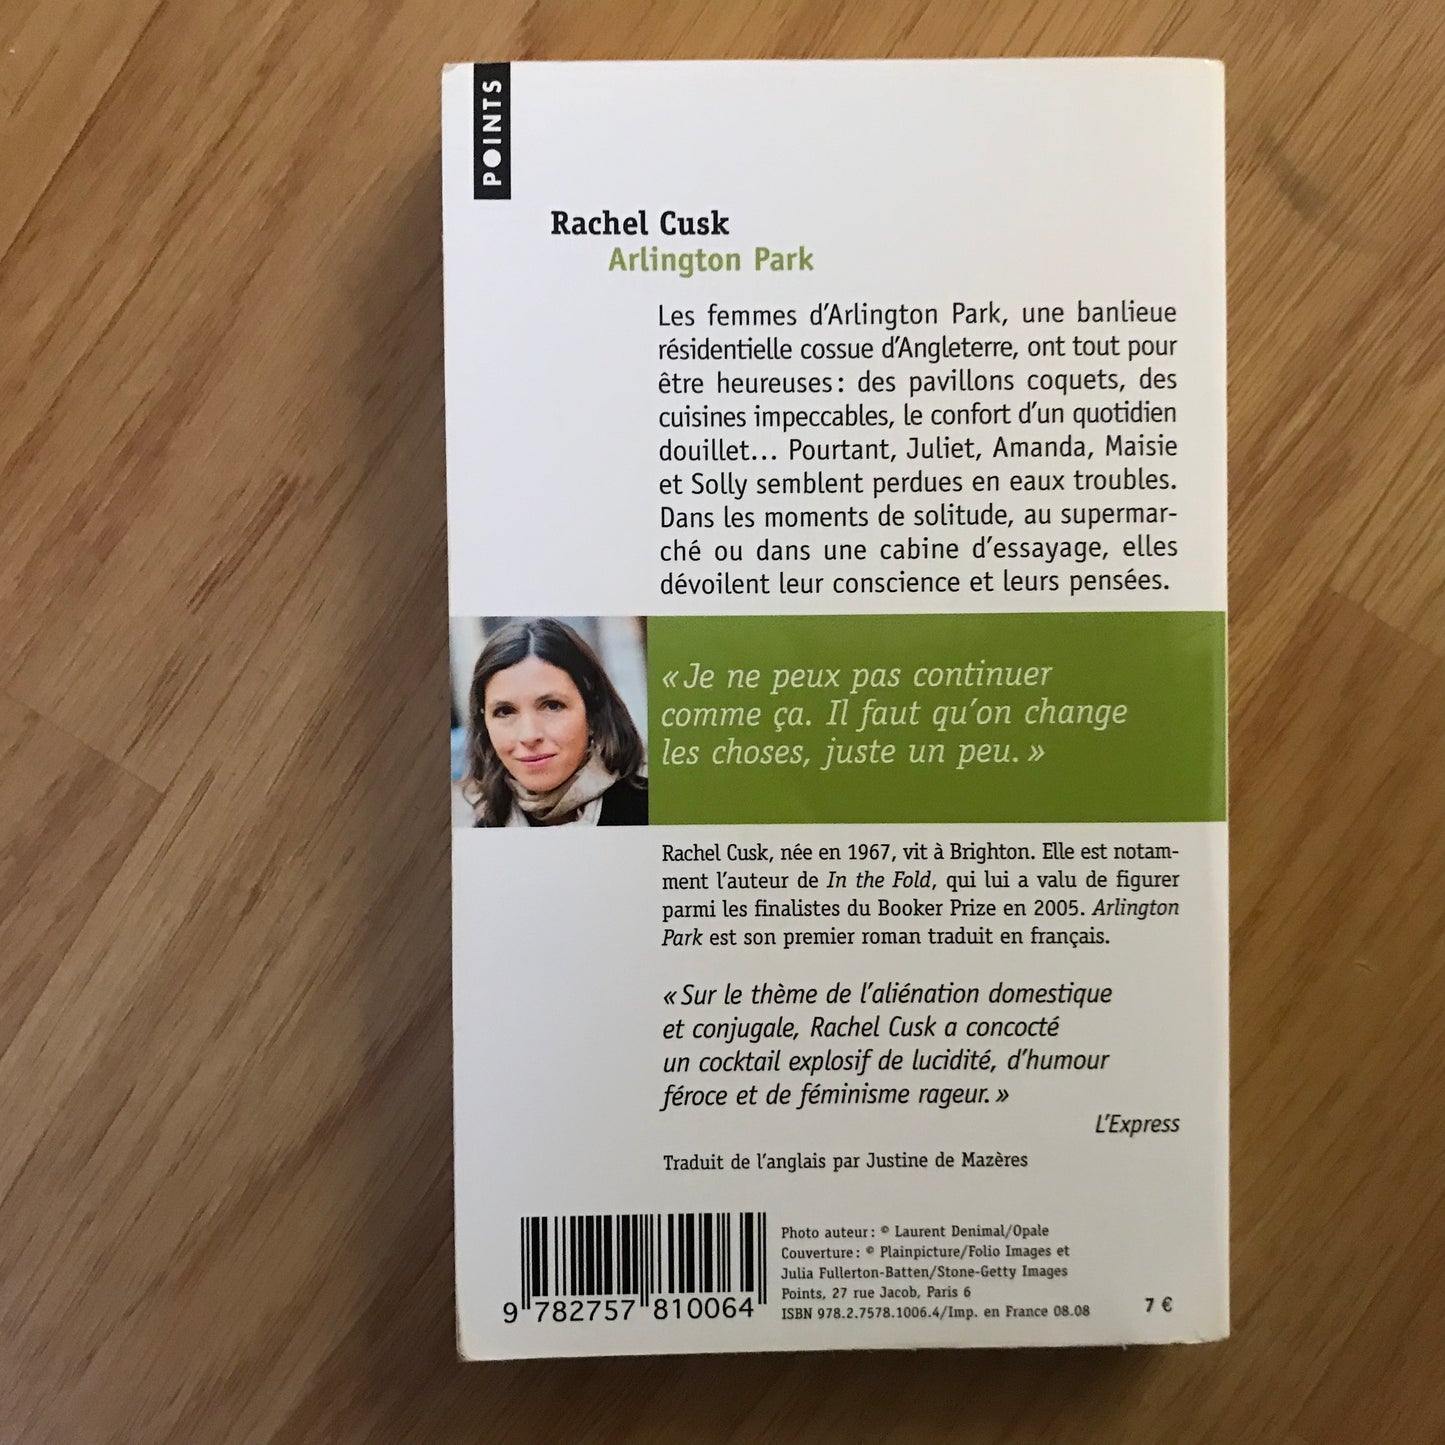 POINTS
Rachel Cusk
Arlington Park
Les femmes d’Arlington Park, une banlieue
résidentielle cossue d’Angleterre, ont tout pour
être heureuses : des pavillons coquets, des
cuisines impeccables, le confort d’un quotidien
douillet… Pourtant, Juliet, Amanda, Maisie
et Solly semblent perdues en eaux troubles.
Dans les moments de solitude, au supermar-
ché ou dans une cabine d’essayage, elles
dévoilent leur conscience et leurs pensées.
« Je ne peux pas continuer
comme ça. Il faut qu’on change
les choses, juste un peu. »
Rachel Cusk, née en 1967, vit à Brighton. Elle est notam-
ment l’auteur de In the Fold, qui lui a valu de figurer
parmi les finalistes du Booker Prize en 2005. Arlington
Park est son premier roman traduit en français.
« Sur le thème de l’aliénation domestique
et conjugale, Rachel Cusk a concocté
un cocktail explosif de lucidité, d’humour
féroce et de féminisme rageur. »
L’Express
Traduit de l’anglais par Justine de Mazères
Photo auteur : © Laurent Denimal/Opale
Couverture : © Plainpicture/Folio Images et
Julia Fullerton-Batten/Stone-Getty Images
Points, 27 rue Jacob, Paris 6
ISBN 978.2.7578.1006.4/Imp. en France 08.08
7 €
9 782757 810064